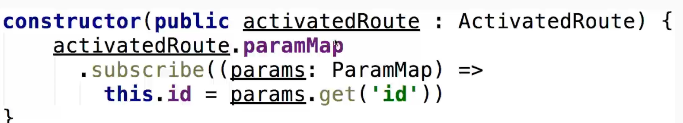 constructor(public activatedRoute : ActivatedRoute) {
activatedRoute.paramMap
.subscribe((params: ParamMap) =>
this.id = params.get('id'))
}